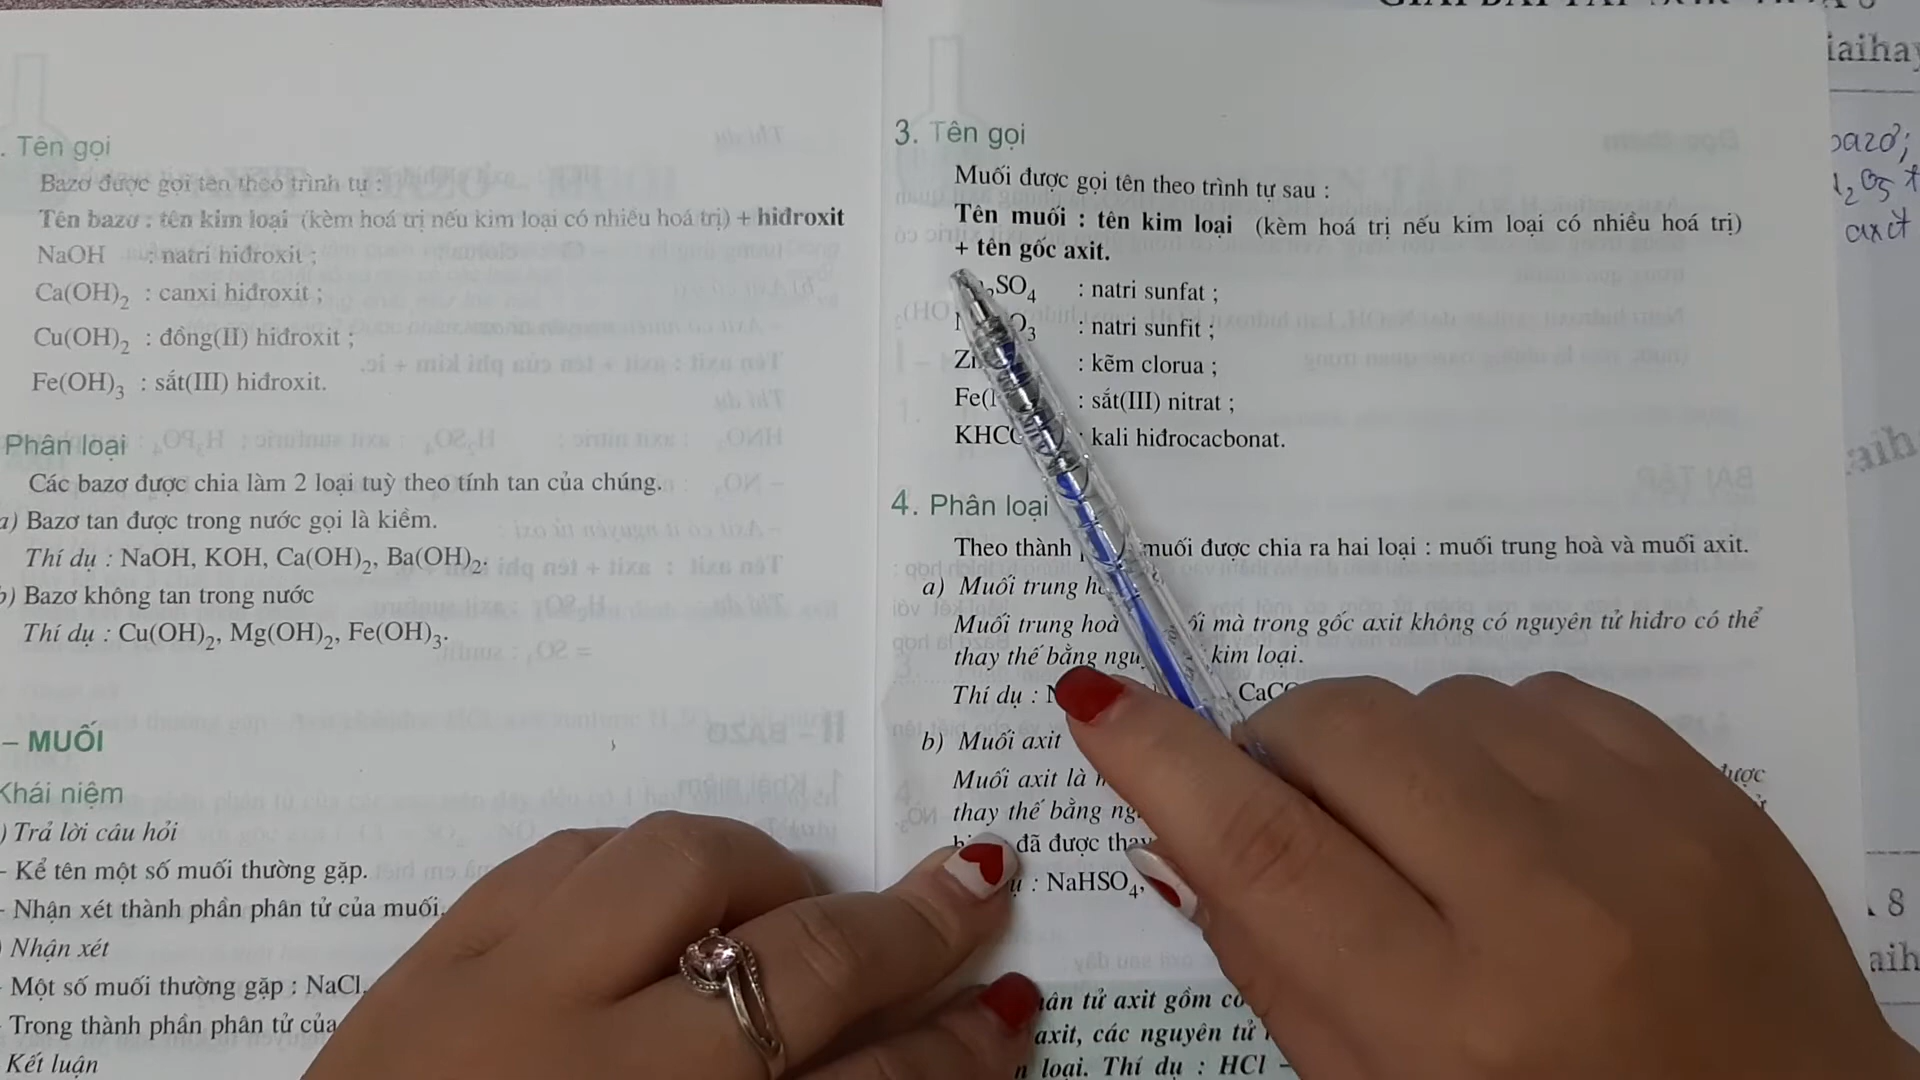 . Tên gọi
Bazơ được gọi tên theo trình tự :
Tên bazơ : tên kim loại (kèm hoá trị nếu kim loại có nhiều hoá trị) + hiđroxit
NaOH : natri hiđroxit ;
Ca(OH)₂ : canxi hiđroxit ;
Cu(OH)₂ : đồng(II) hiđroxit ;
Fe(OH)₃ : sắt(III) hiđroxit.
Phân loại
Các bazơ được chia làm 2 loại tuỳ theo tính tan của chúng.
a) Bazơ tan được trong nước gọi là kiềm.
Thí dụ : NaOH, KOH, Ca(OH)₂, Ba(OH)₂.
b) Bazơ không tan trong nước
Thí dụ : Cu(OH)₂, Mg(OH)₂, Fe(OH)₃.
– MUỐI
Khái niệm
) Trả lời câu hỏi
- Kể tên một số muối thường gặp.
- Nhận xét thành phần phân tử của muối.
) Nhận xét
- Một số muối thường gặp : NaCl,
- Trong thành phần phân tử của
Kết luận
3. Tên gọi
Muối được gọi tên theo trình tự sau :
Tên muối : tên kim loại (kèm hoá trị nếu kim loại có nhiều hoá trị)
+ tên gốc axit.
SO₄ : natri sunfat ;
: natri sunfit ;
: kẽm clorua ;
Fe( : sắt(III) nitrat ;
KHC : kali hiđrocacbonat.
4. Phân loại
Theo thành muối được chia ra hai loại : muối trung hoà và muối axit.
a) Muối trung
Muối trung hoà mà trong gốc axit không có nguyên tử hiđro có thể
thay thế bằng kim loại.
Thí dụ : CaC
b) Muối axit
Muối axit là được
thay thế bằng
đã được thay
: NaHSO₄,
axit gồm
axit, các nguyên tử
loại. Thí dụ : HCl –
iaihay
bazơ;
axit
aih
8
aih